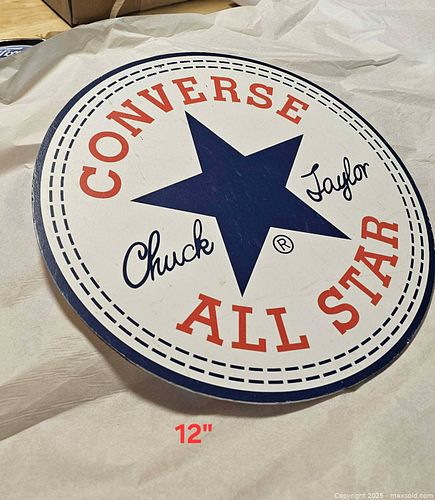 CONVERSE
Chuck Taylor
®
ALL STAR
12"
Copyright 2025 - maxsold.com